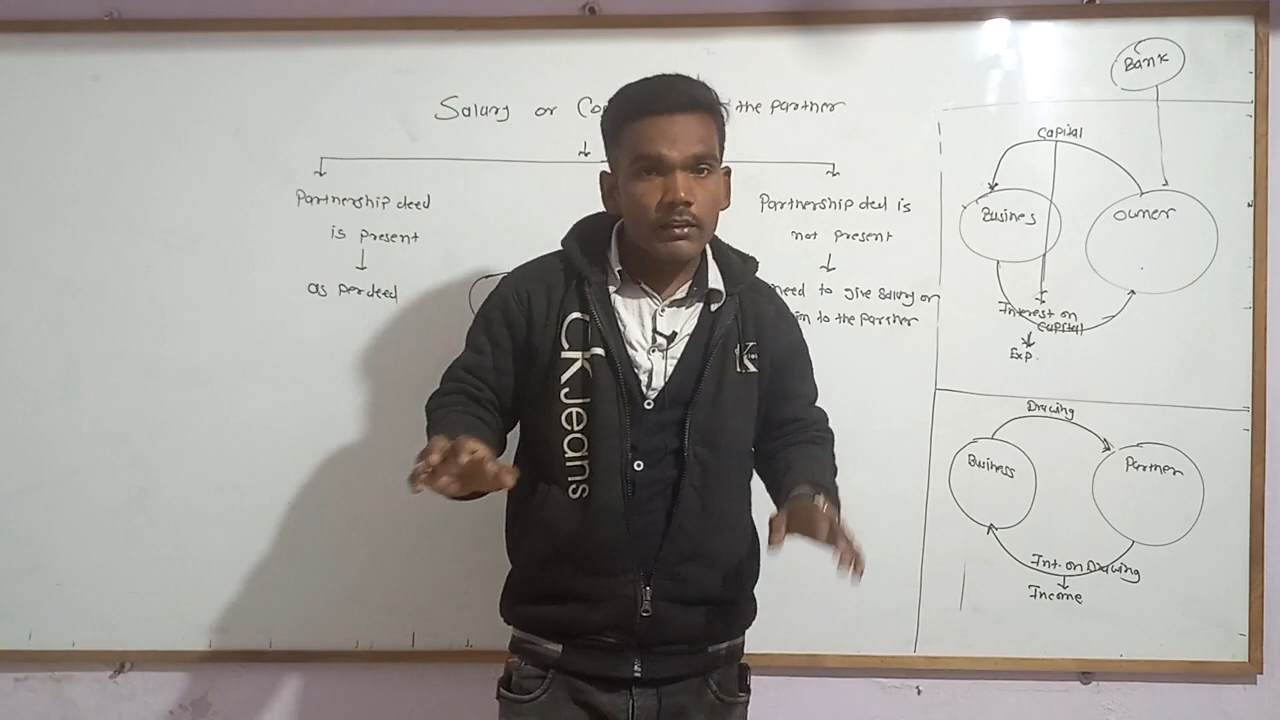 Salary or Co the Partner
Partnership deed
is present
as per deed
Partnership deed is
not present
need to give salary or
to the partner
Bank
Capital
Busines
Owner
Interest on
Capital
Exp.
Drawing
Business
Partner
Int. on Drawing
Income
CKJeans
K